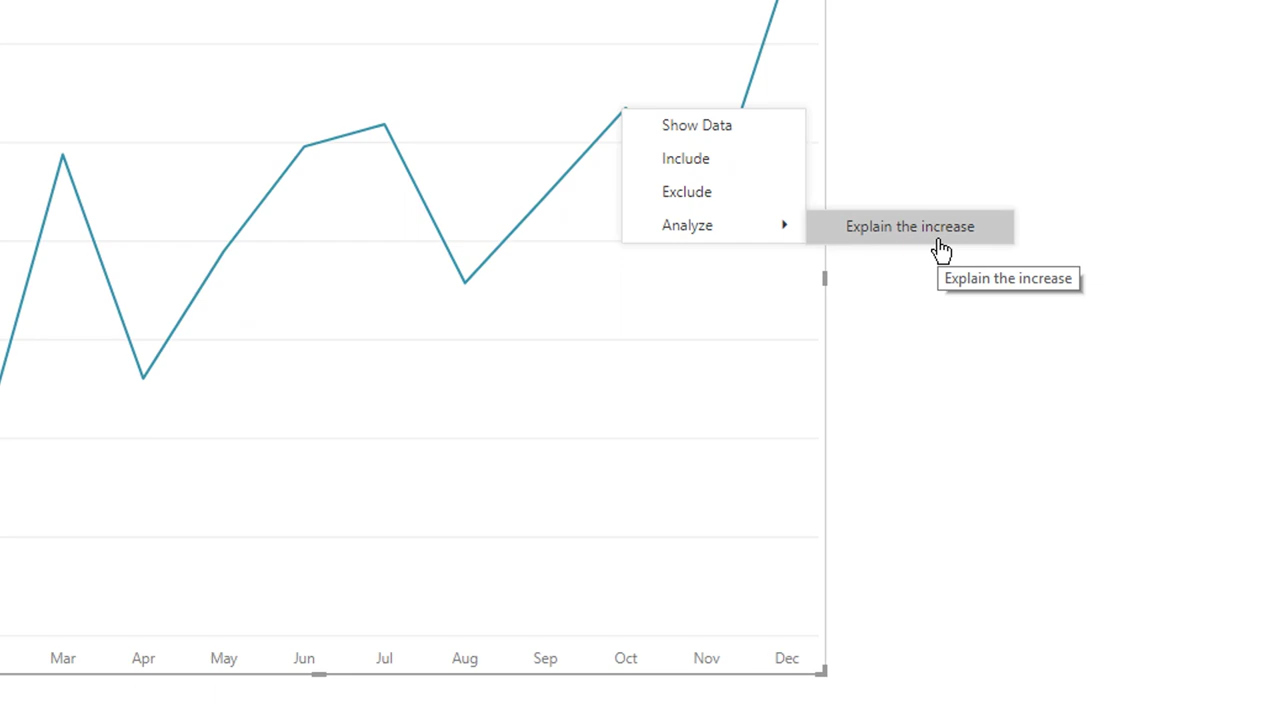 Show Data
Include
Exclude
Analyze
Explain the increase
Explain the increase
Mar Apr May Jun Jul Aug Sep Oct Nov Dec